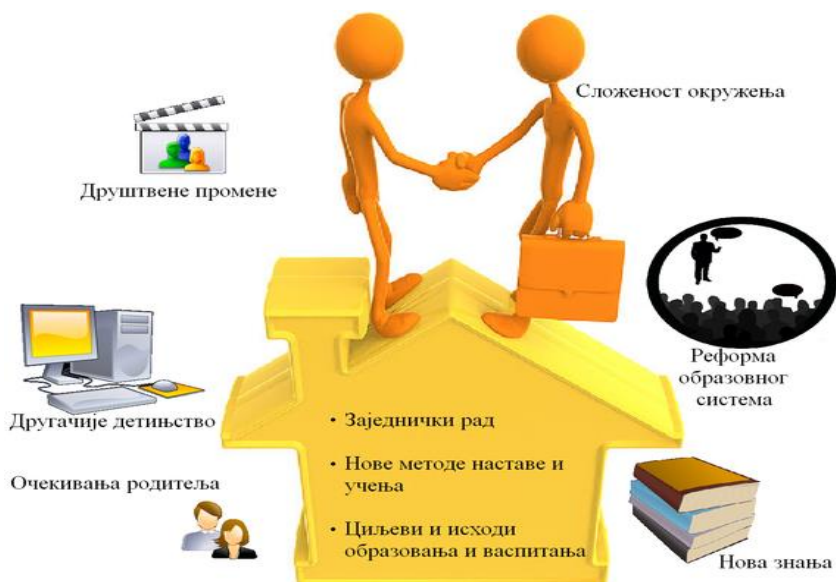 Сложеност окружења
Друштвене промене
Реформа
образовног
система
Другачије детињство
Очекивања родитеља
• Заједнички рад
• Нове методе наставе и
учења
• Циљеви и исходи
образовања и васпитања
Нова знања